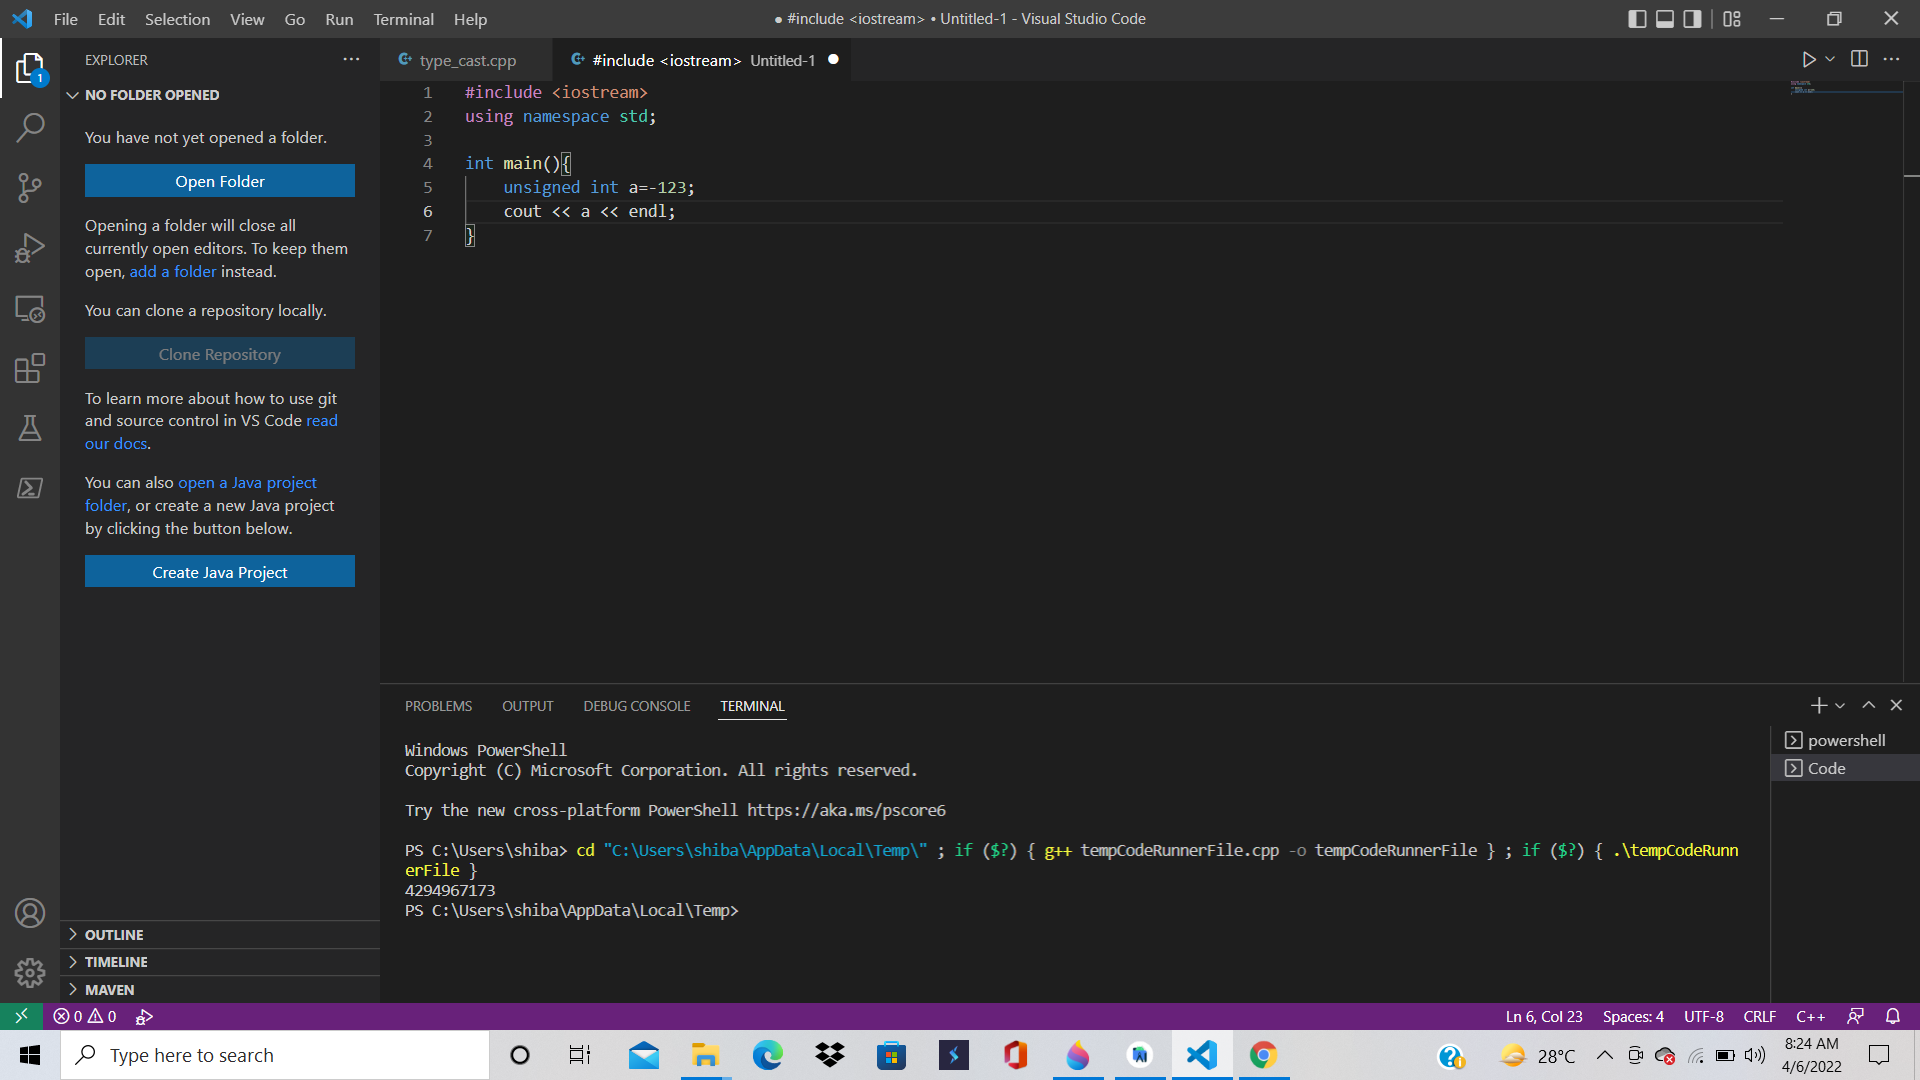 File Edit Selection View Go Run Terminal Help
● #include <iostream> • Untitled-1 - Visual Studio Code
EXPLORER
NO FOLDER OPENED
You have not yet opened a folder.
Open Folder
Opening a folder will close all
currently open editors. To keep them
open, add a folder instead.
You can clone a repository locally.
Clone Repository
To learn more about how to use git
and source control in VS Code read
our docs.
You can also open a Java project
folder, or create a new Java project
by clicking the button below.
Create Java Project
OUTLINE
TIMELINE
MAVEN
1
type_cast.cpp
#include <iostream> Untitled-1
1 #include <iostream>
2 using namespace std;
3
4 int main(){
5 unsigned int a=-123;
6 cout << a << endl;
7 }
PROBLEMS OUTPUT DEBUG CONSOLE TERMINAL
Windows PowerShell
Copyright (C) Microsoft Corporation. All rights reserved.
Try the new cross-platform PowerShell https://aka.ms/pscore6
PS C:\Users\shiba> cd "C:\Users\shiba\AppData\Local\Temp\" ; if ($?) { g++ tempCodeRunnerFile.cpp -o tempCodeRunnerFile } ; if ($?) { .\tempCodeRunn
erFile }
4294967173
PS C:\Users\shiba\AppData\Local\Temp>
powershell
Code
0 0
Ln 6, Col 23 Spaces: 4 UTF-8 CRLF C++
Type here to search
28°C
8:24 AM
4/6/2022